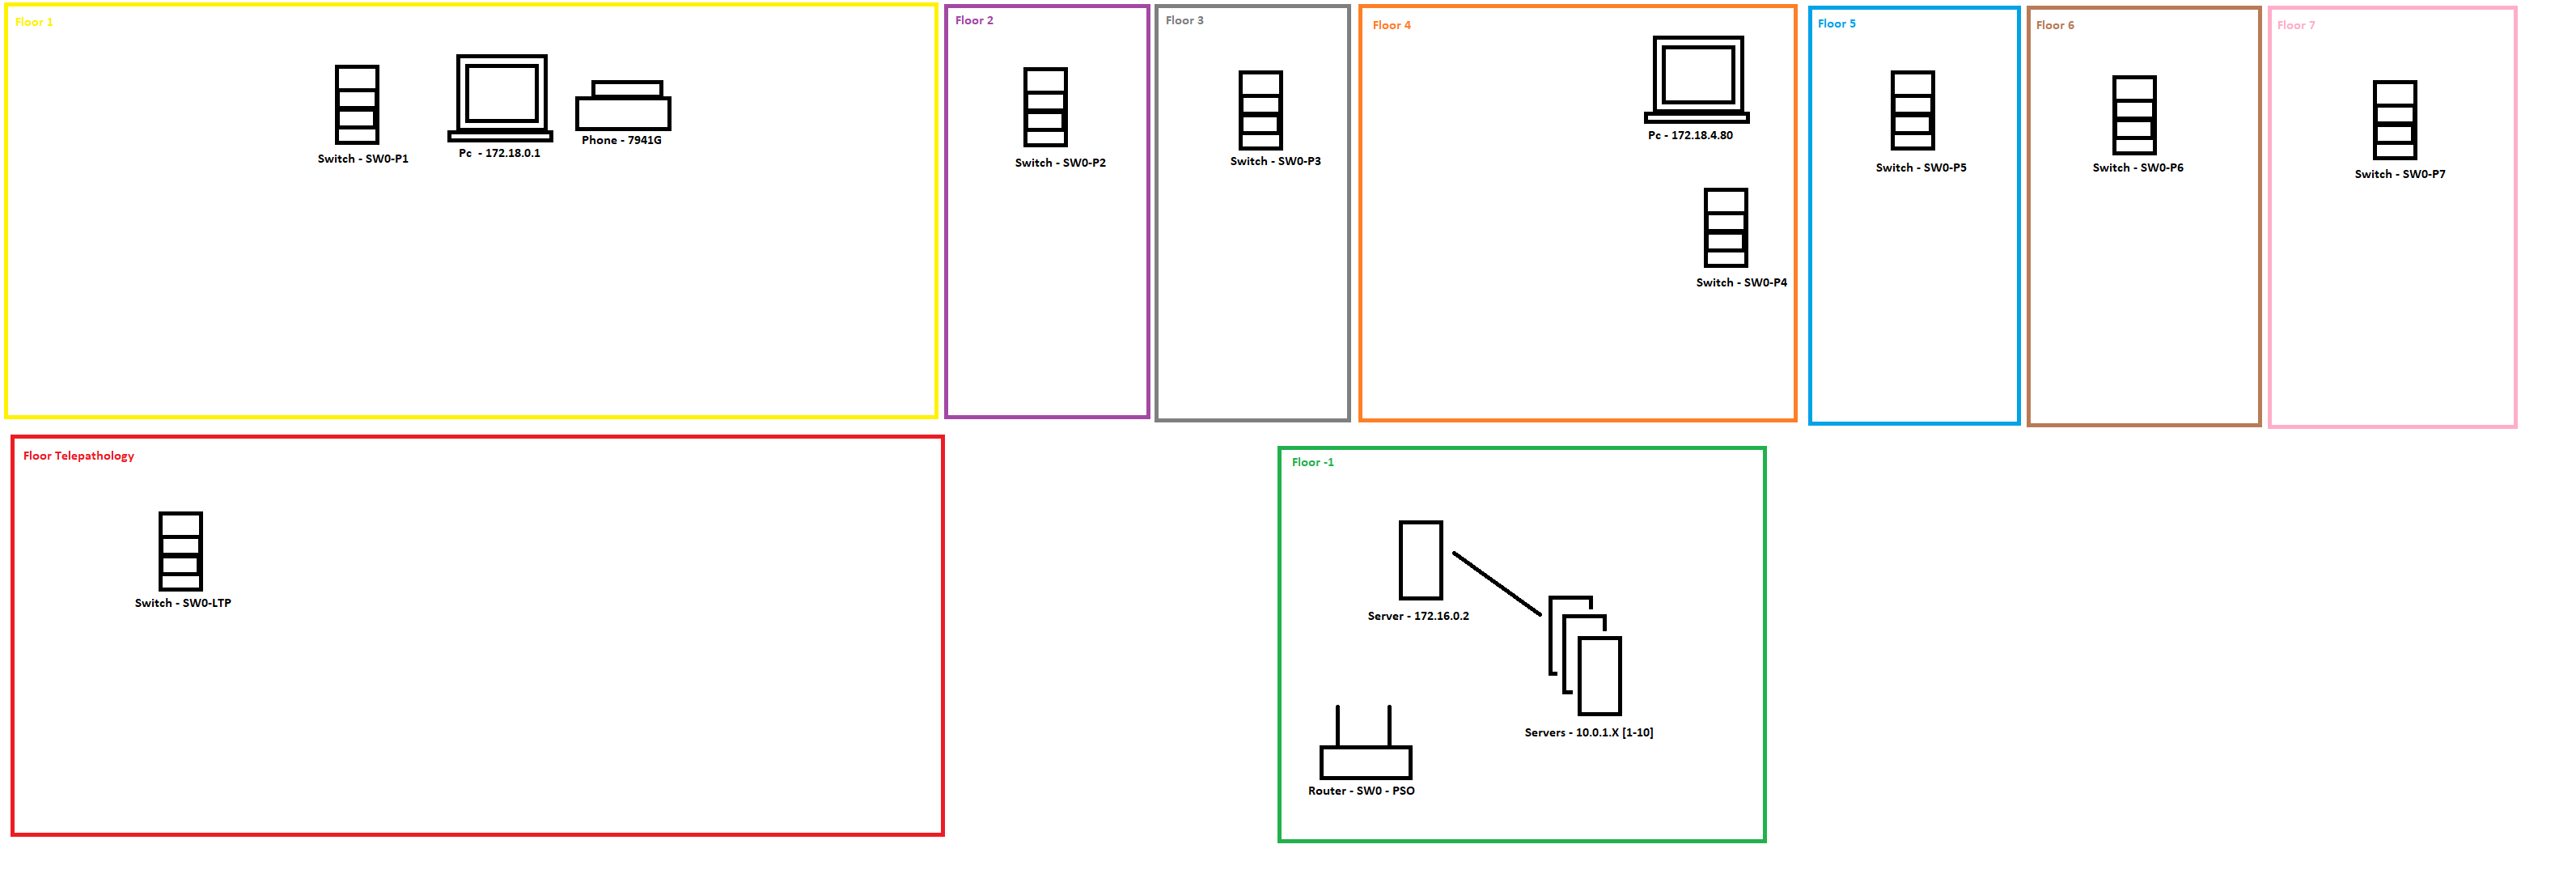 Floor 1
Switch - SW0-P1
Pc - 172.18.0.1
Phone - 7941G
Floor 2
Switch - SW0-P2
Floor 3
Switch - SW0-P3
Floor 4
Pc - 172.18.4.80
Switch - SW0-P4
Floor 5
Switch - SW0-P5
Floor 6
Switch - SW0-P6
Floor 7
Switch - SW0-P7
Floor Telepathology
Switch - SW0-LTP
Floor -1
Server - 172.16.0.2
Servers - 10.0.1.X [1-10]
Router - SW0 - PSO